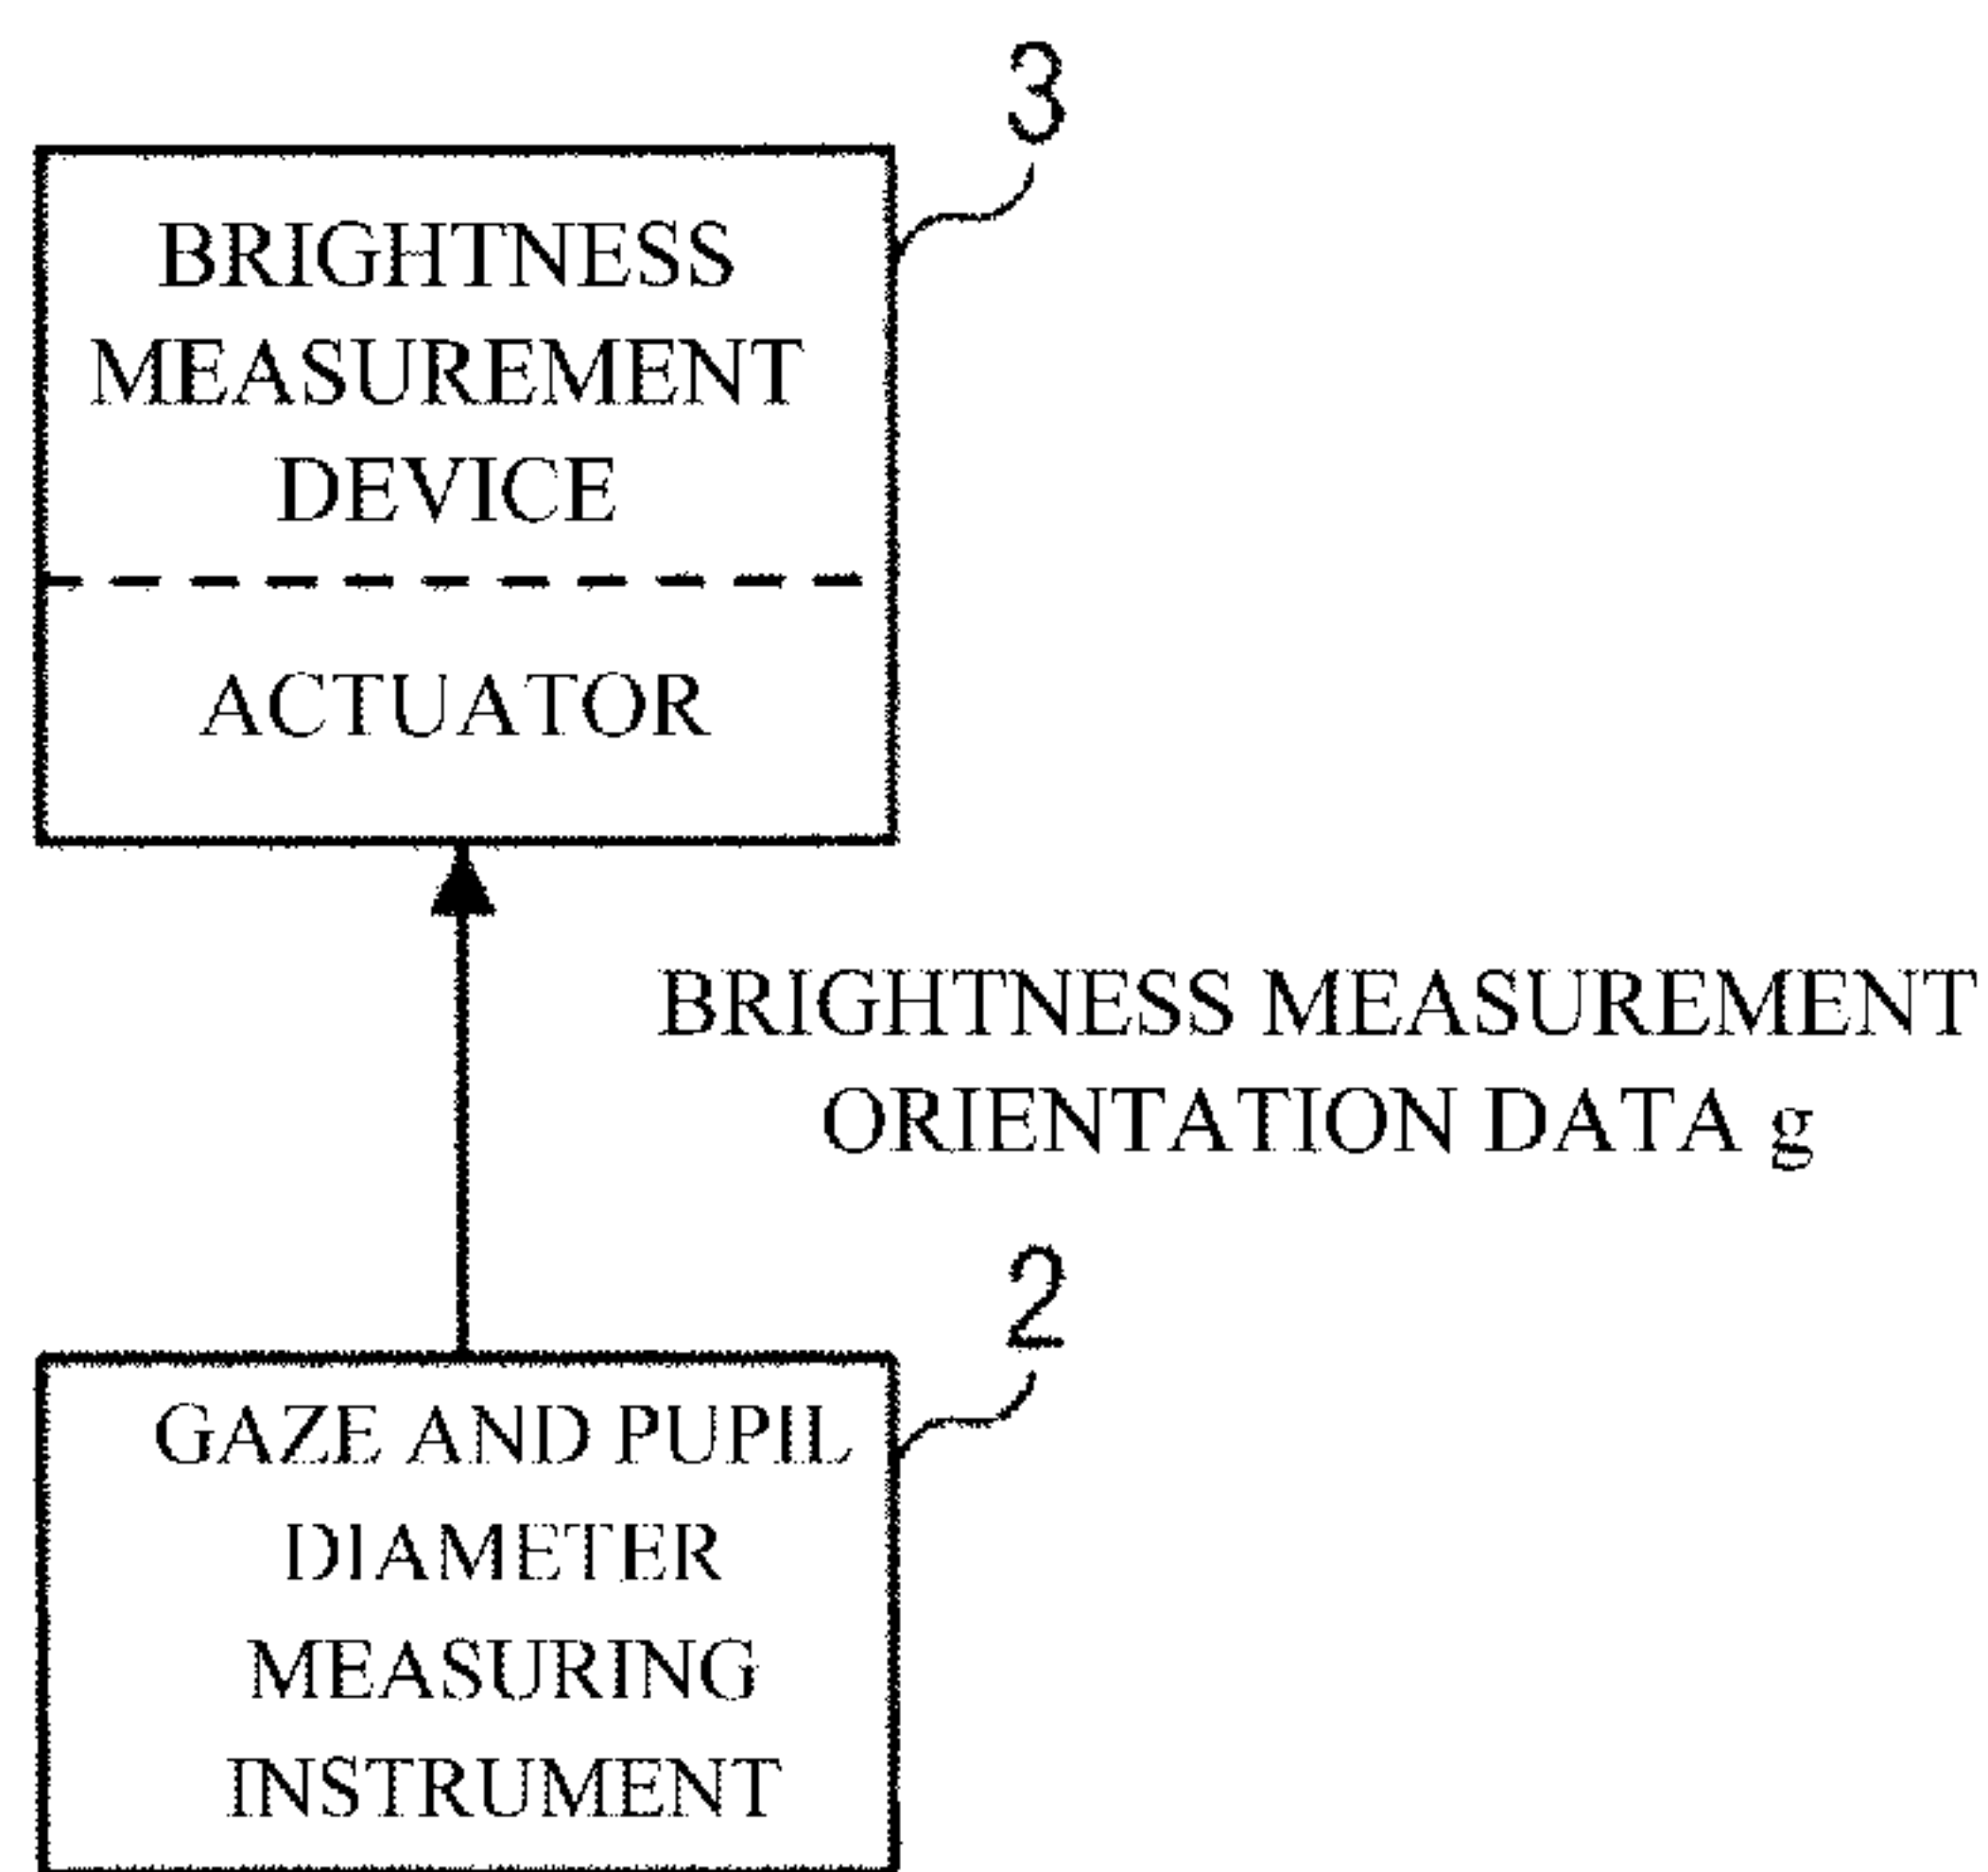 3
BRIGHTNESS
MEASUREMENT
DEVICE
ACTUATOR
BRIGHTNESS MEASUREMENT
ORIENTATION DATA g
2
GAZE AND PUPIL
DIAMETER
MEASURING
INSTRUMENT